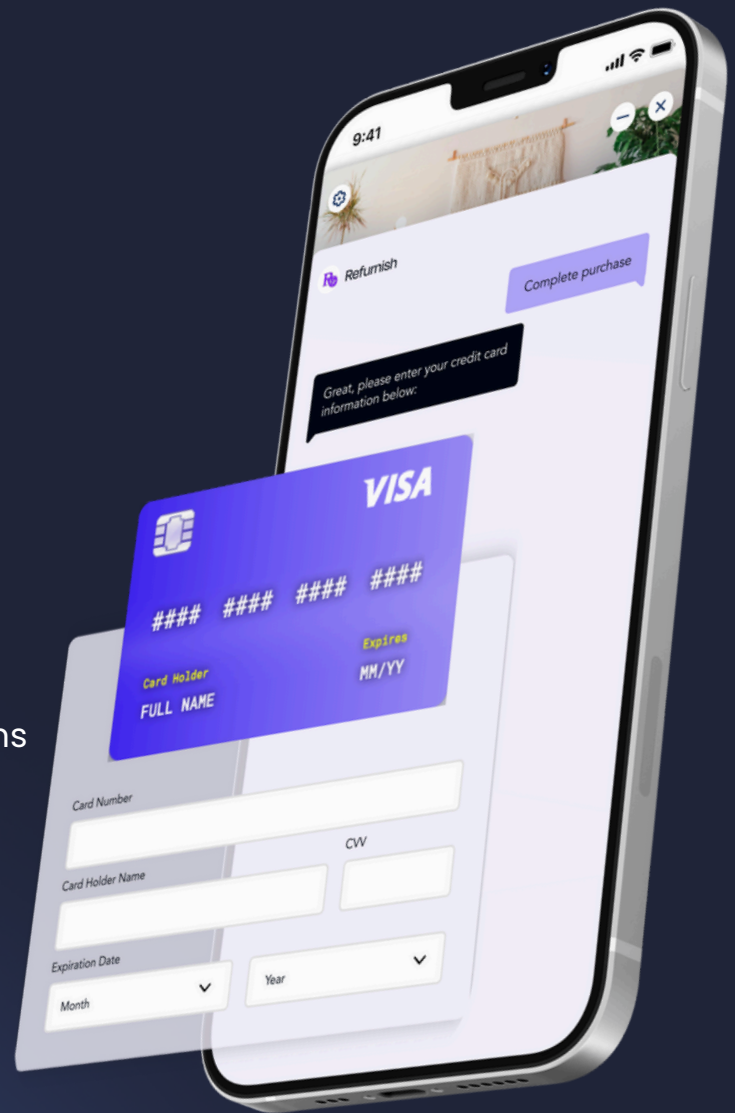 9:41
Refurnish
Complete purchase
Great, please enter your credit card
information below:
VISA
#### #### #### ####
Card Holder
FULL NAME
Expires
MM/YY
ns
Card Number
Card Holder Name
CVV
Expiration Date
Month
Year